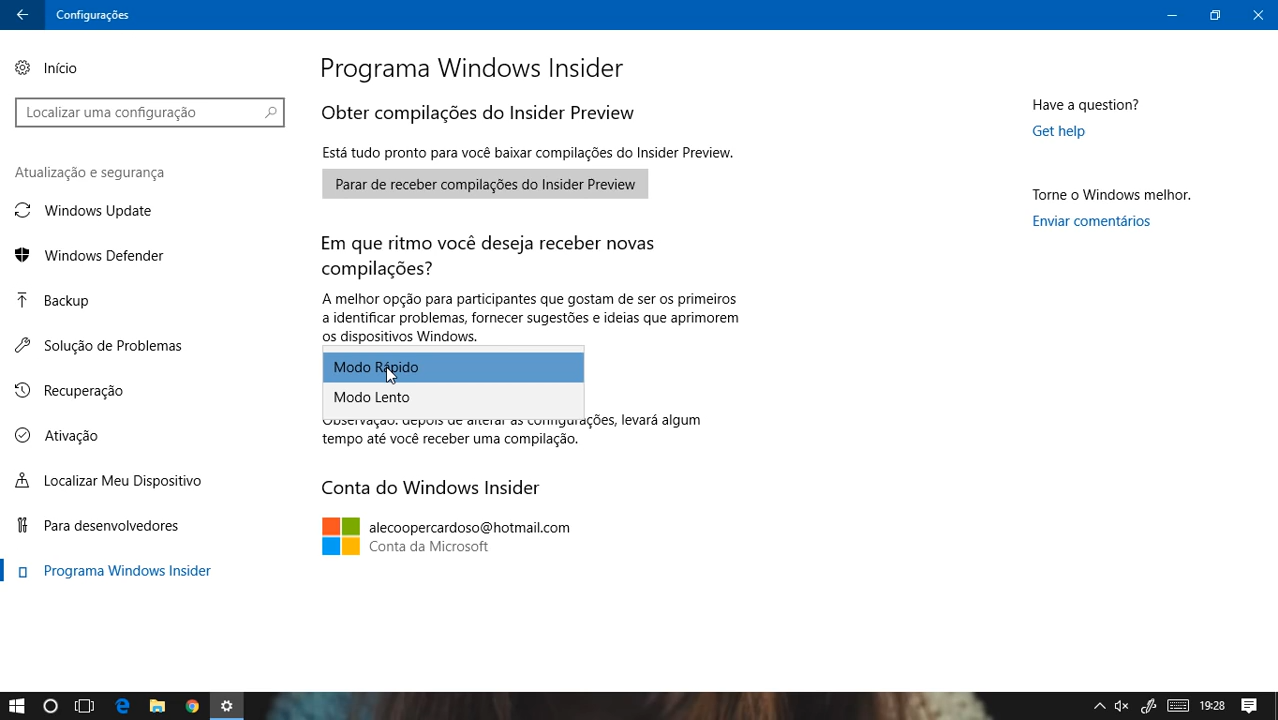 Configurações
Início
Localizar uma configuração
Atualização e segurança
Windows Update
Windows Defender
Backup
Solução de Problemas
Recuperação
Ativação
Localizar Meu Dispositivo
Para desenvolvedores
Programa Windows Insider
Programa Windows Insider
Obter compilações do Insider Preview
Está tudo pronto para você baixar compilações do Insider Preview.
Parar de receber compilações do Insider Preview
Em que ritmo você deseja receber novas
compilações?
A melhor opção para participantes que gostam de ser os primeiros
a identificar problemas, fornecer sugestões e ideias que aprimorem
os dispositivos Windows.
Modo Rápido
Modo Lento
Observação: depois de alterar as configurações, levará algum
tempo até você receber uma compilação.
Conta do Windows Insider
alecoopercardoso@hotmail.com
Conta da Microsoft
Have a question?
Get help
Torne o Windows melhor.
Enviar comentários
19:28